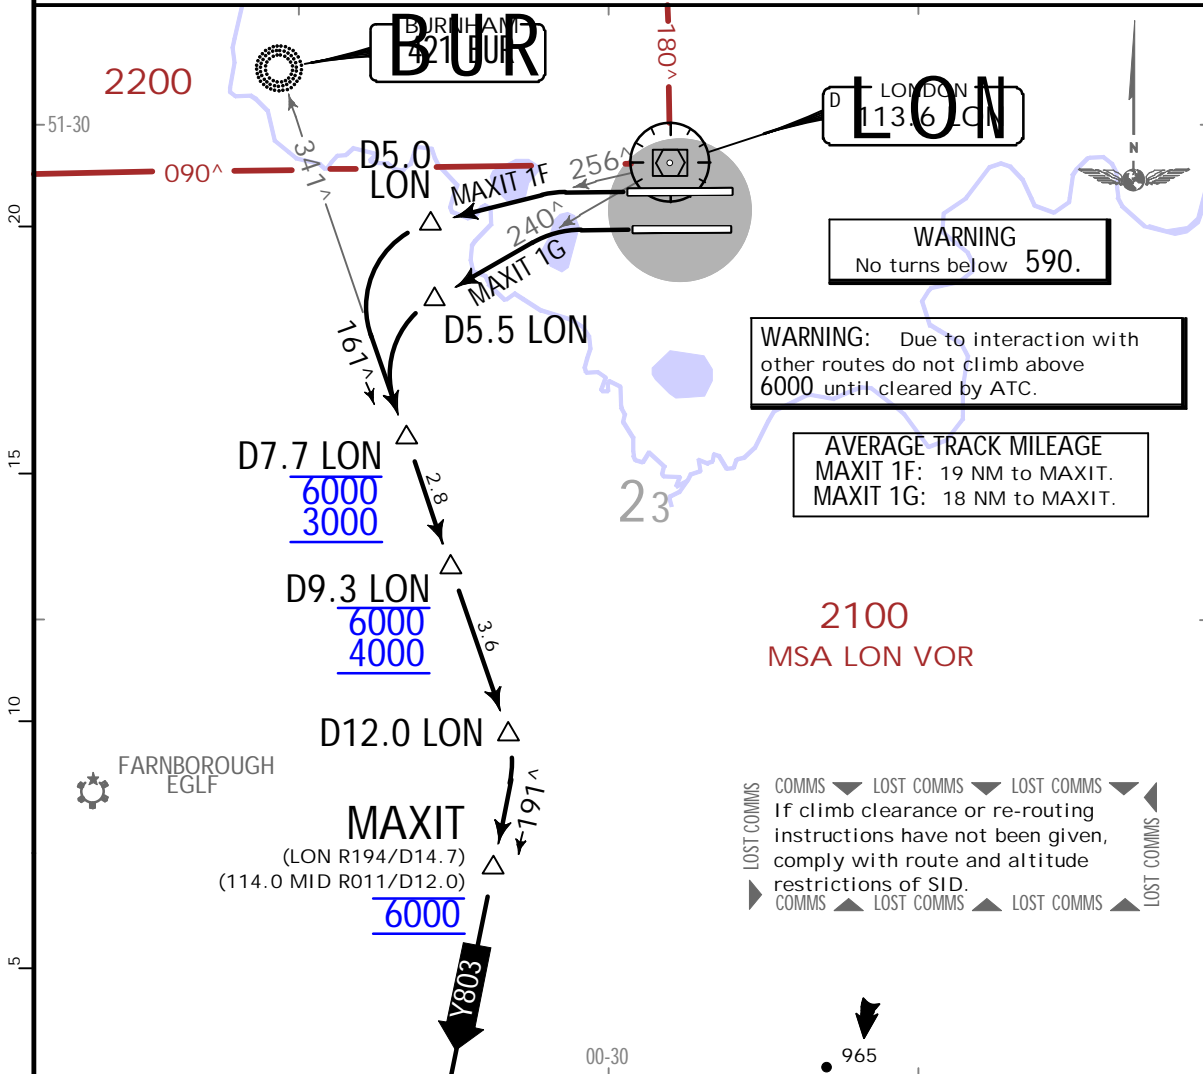 BURNHAM
421 BUR
BUR
180^
2200
LONDON
D
113.6 LON
LON
51-30
N
D5.0
LON
256^
090^
341^
MAXIT 1F
20
240^
MAXIT 1G
WARNING
No turns below 590.
D5.5 LON
161^
WARNING: Due to interaction with
other routes do not climb above
6000 until cleared by ATC.
15
D7.7 LON
6000
3000
2.8
23
AVERAGE TRACK MILEAGE
MAXIT 1F: 19 NM to MAXIT.
MAXIT 1G: 18 NM to MAXIT.
D9.3 LON
6000
4000
3.6
2100
MSA LON VOR
10
D12.0 LON
FARNBOROUGH
EGLF
191^
MAXIT
(LON R194/D14.7)
(114.0 MID R011/D12.0)
6000
COMMS LOST COMMS LOST COMMS
LOST COMMS
If climb clearance or re-routing
instructions have not been given,
comply with route and altitude
restrictions of SID.
LOST COMMS
COMMS LOST COMMS LOST COMMS
5
Y803
00-30
965